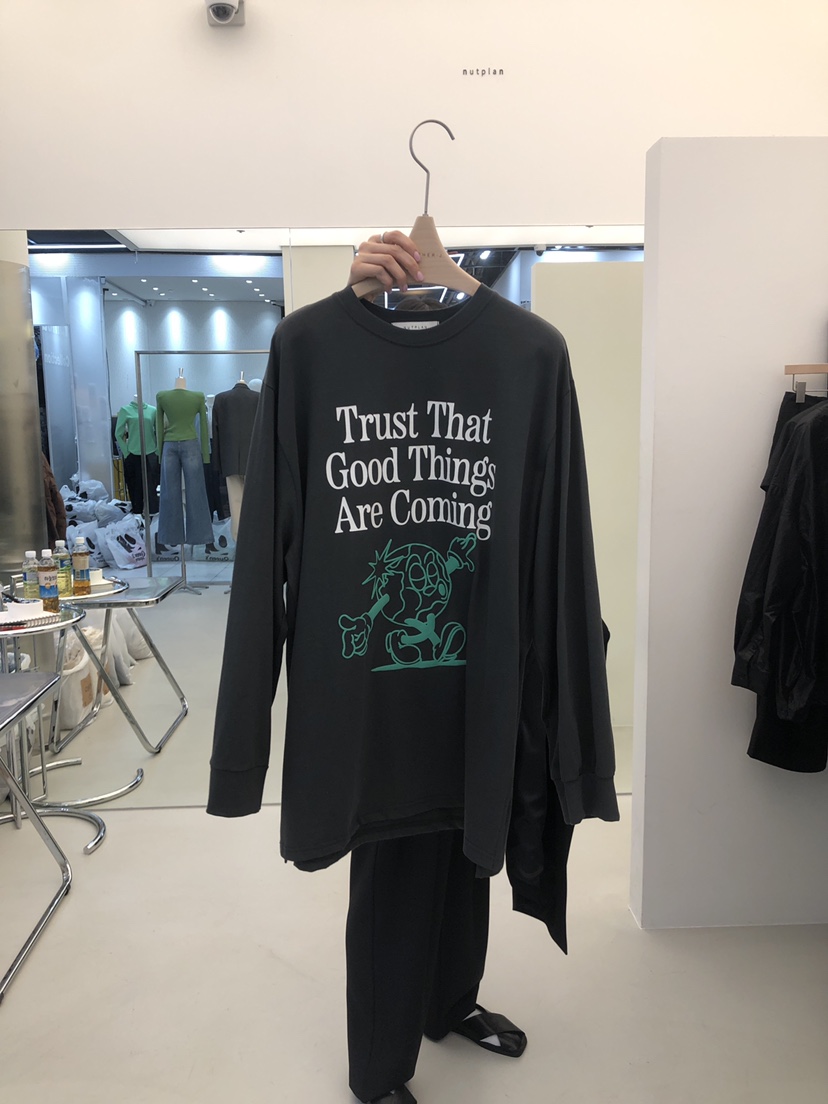 nutplan
Trust That
Good Things
Are Coming